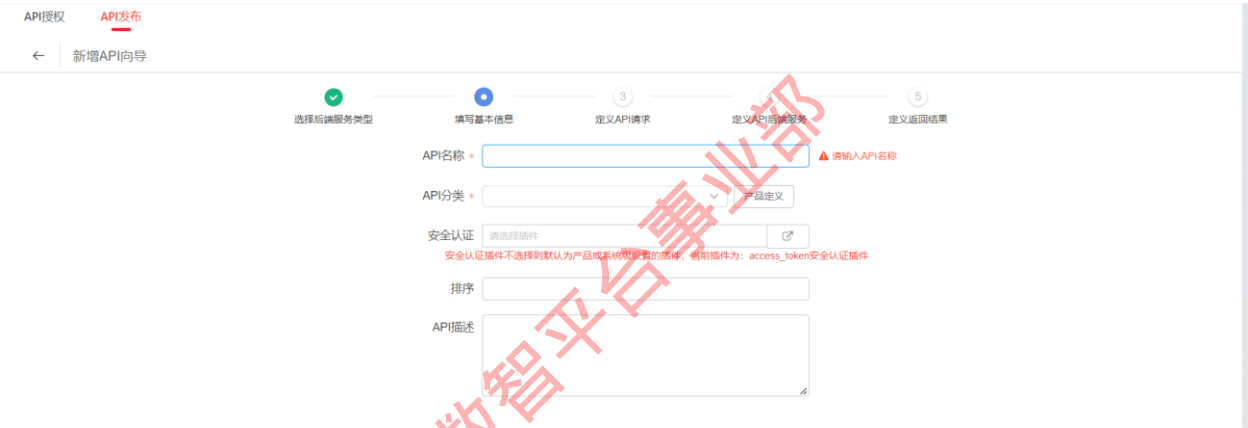 API授权 API发布
← 新增API向导
3 4 5
选择后端服务类型 填写基本信息 定义API请求 定义API后端服务 定义返回结果
API名称 * 请输入API名称
API分类 * 产品定义
安全认证 请选择插件
安全认证插件不选择则默认为产品或系统级设置的插件，当前插件为：access_token安全认证插件
排序
API描述
数智平台事业部